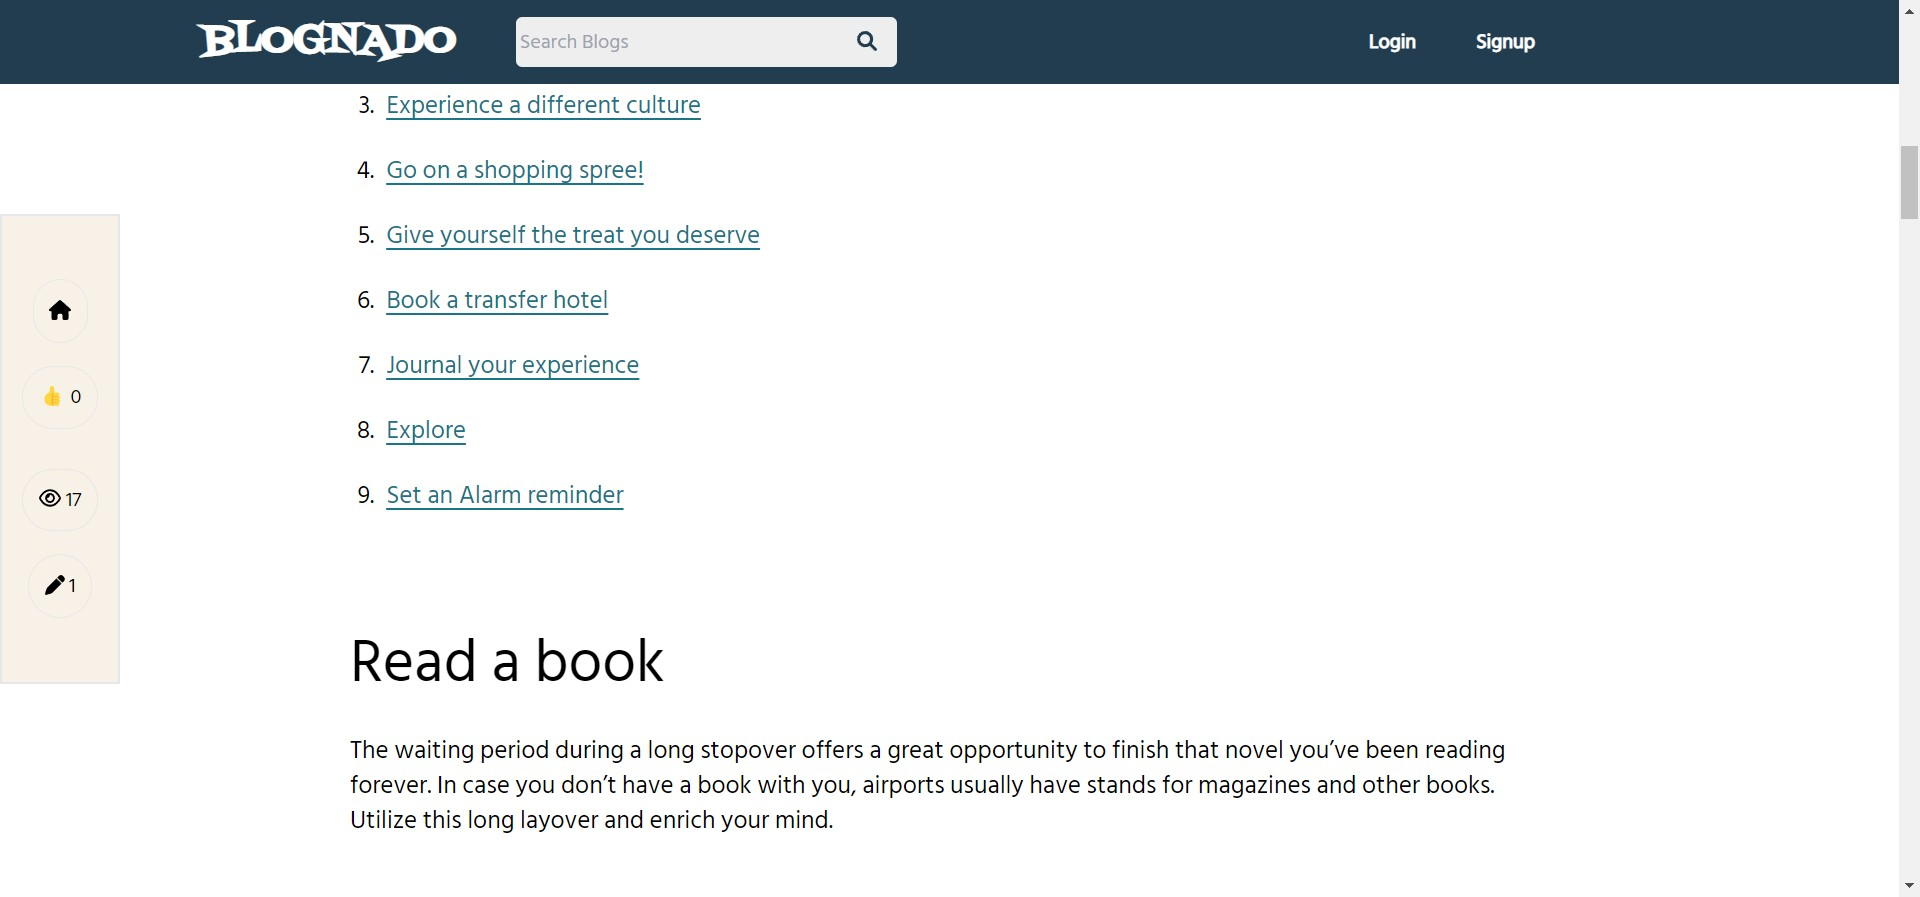 BLOGNADO
Search Blogs
Login
Signup
3. Experience a different culture
4. Go on a shopping spree!
5. Give yourself the treat you deserve
6. Book a transfer hotel
7. Journal your experience
8. Explore
9. Set an Alarm reminder
0
17
1
Read a book
The waiting period during a long stopover offers a great opportunity to finish that novel you’ve been reading
forever. In case you don’t have a book with you, airports usually have stands for magazines and other books.
Utilize this long layover and enrich your mind.